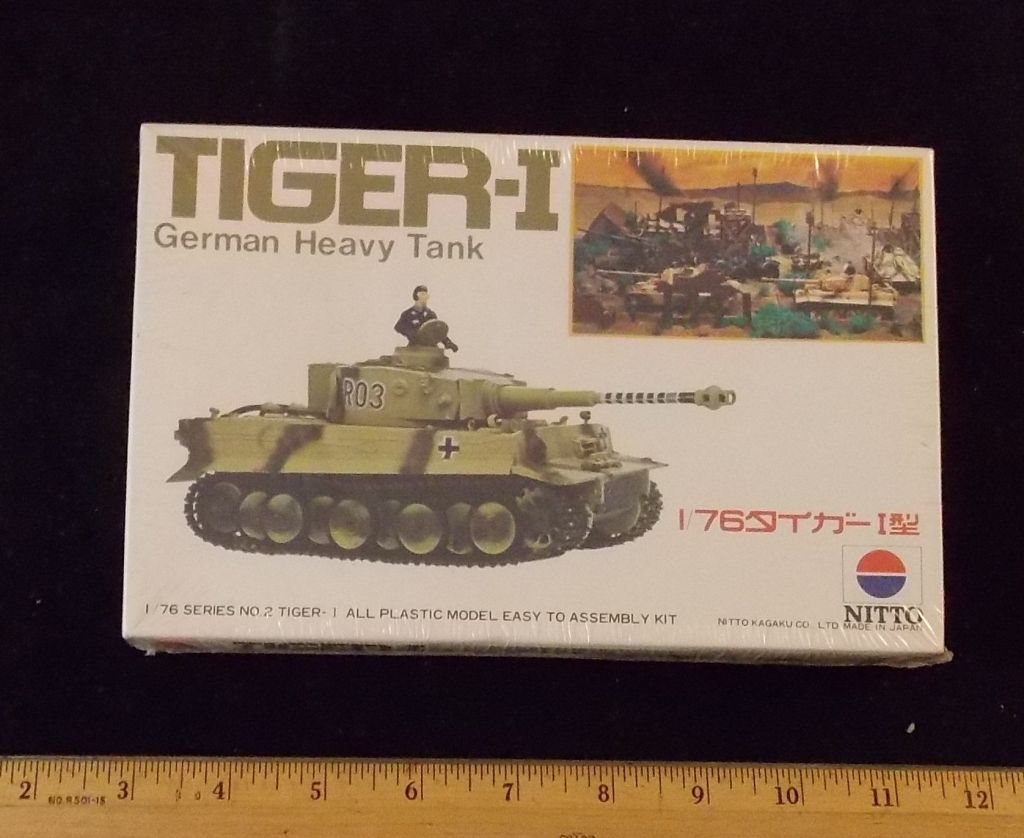 TIGER-I
German Heavy Tank
R03
1/76タイガーI型
NITTO
1/76 SERIES NO.2 TIGER-I ALL PLASTIC MODEL EASY TO ASSEMBLY KIT
NITTO KAGAKU CO., LTD MADE IN JAPAN
2 3 4 5 6 7 8 9 10 11 12